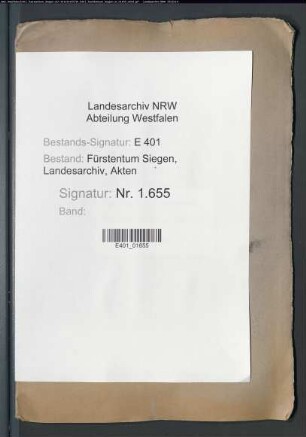 Landesarchiv NRW
Abteilung Westfalen
Bestands-Signatur: E 401
Bestand: Fürstentum Siegen,
Landesarchiv, Akten
Signatur: Nr. 1.655
Band:
E401_01655